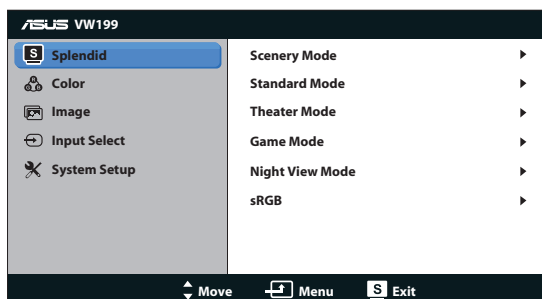 ASUS VW199
S Splendid
Color
Image
Input Select
System Setup
Scenery Mode
Standard Mode
Theater Mode
Game Mode
Night View Mode
sRGB
Move Menu S Exit